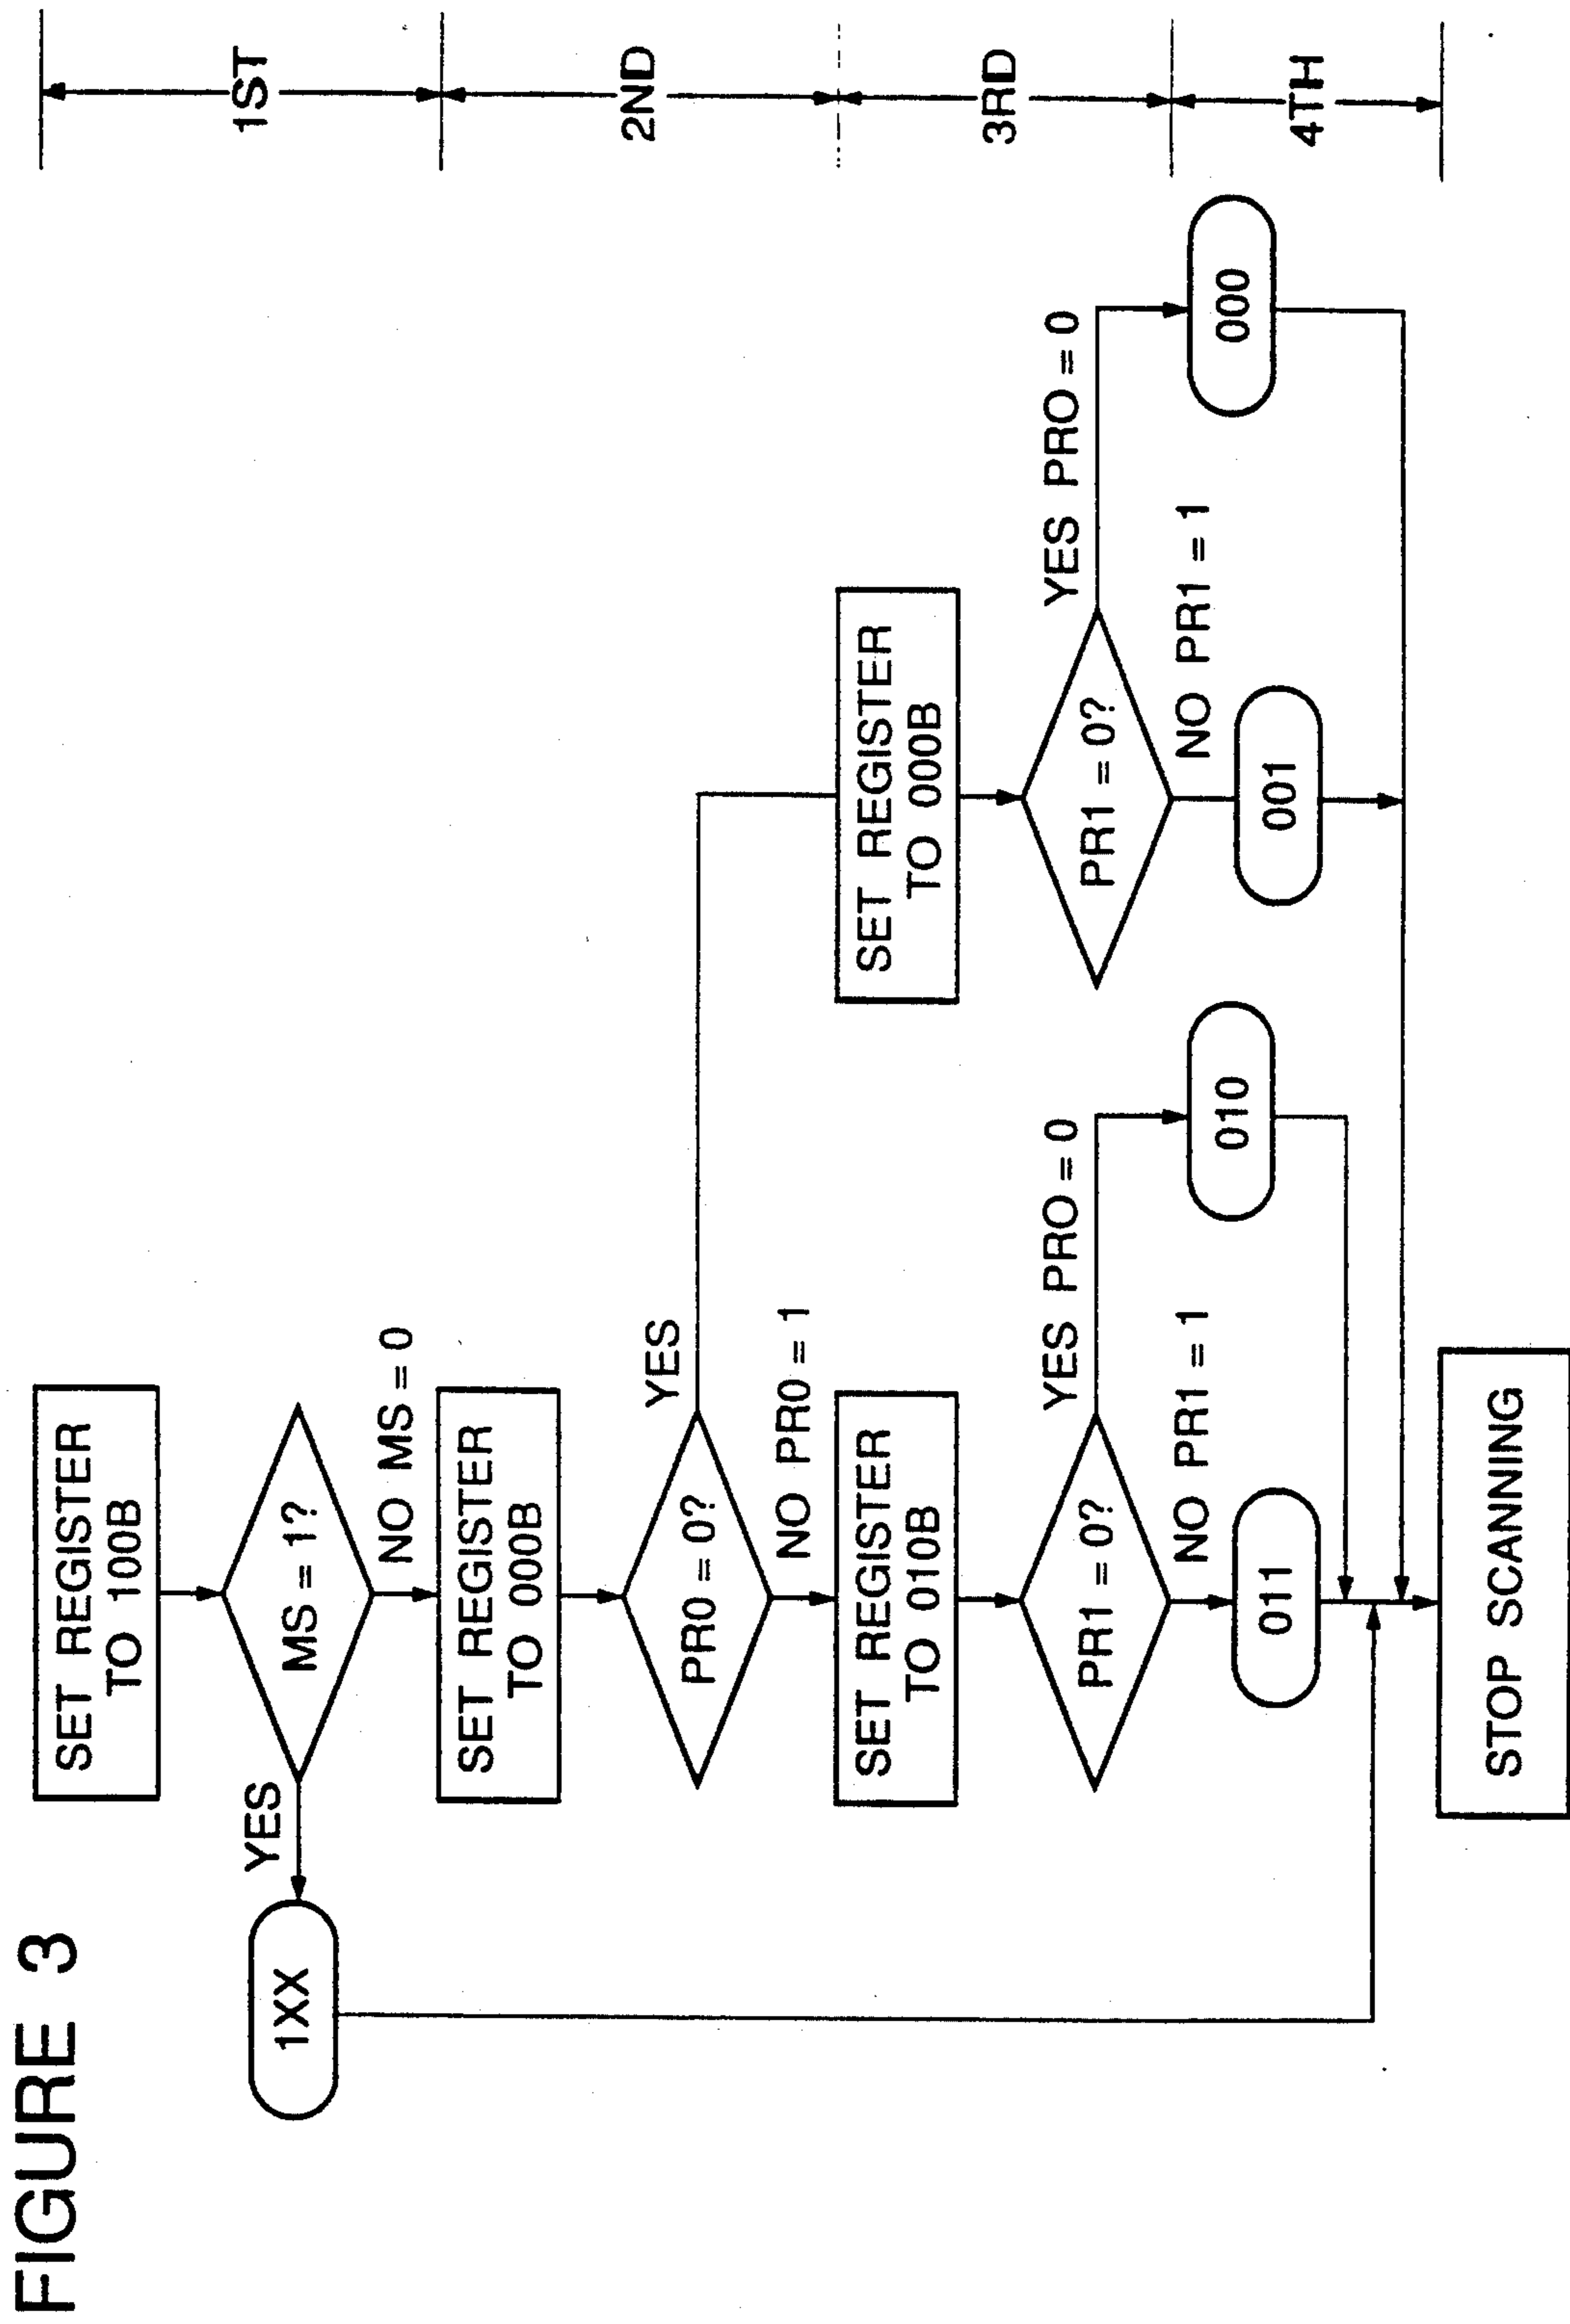 FIGURE 3
SET REGISTER
TO 100B
1ST
YES
MS = 1?
1XX
NO MS = 0
SET REGISTER
TO 000B
2ND
YES
PR0 = 0?
NO PR0 = 1
SET REGISTER
TO 010B
SET REGISTER
TO 000B
3RD
YES PRO = 0
PR1 = 0?
NO PR1 = 1
YES PRO = 0
PR1 = 0?
NO PR1 = 1
011
010
001
000
4TH
STOP SCANNING